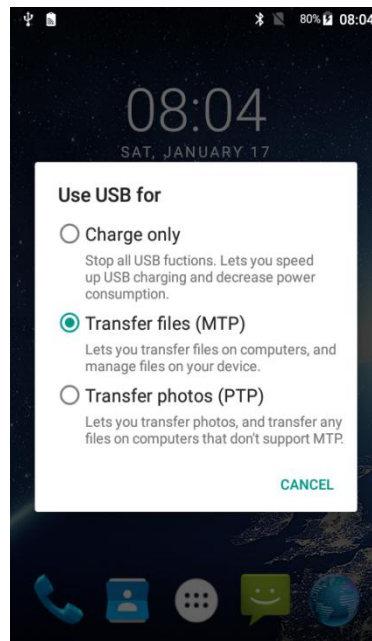 80% 08:04
08:04
SAT, JANUARY 17
Use USB for
Charge only
Stop all USB fuctions. Lets you speed
up USB charging and decrease power
consumption.
Transfer files (MTP)
Lets you transfer files on computers, and
manage files on your device.
Transfer photos (PTP)
Lets you transfer photos, and transfer any
files on computers that don't support MTP.
CANCEL